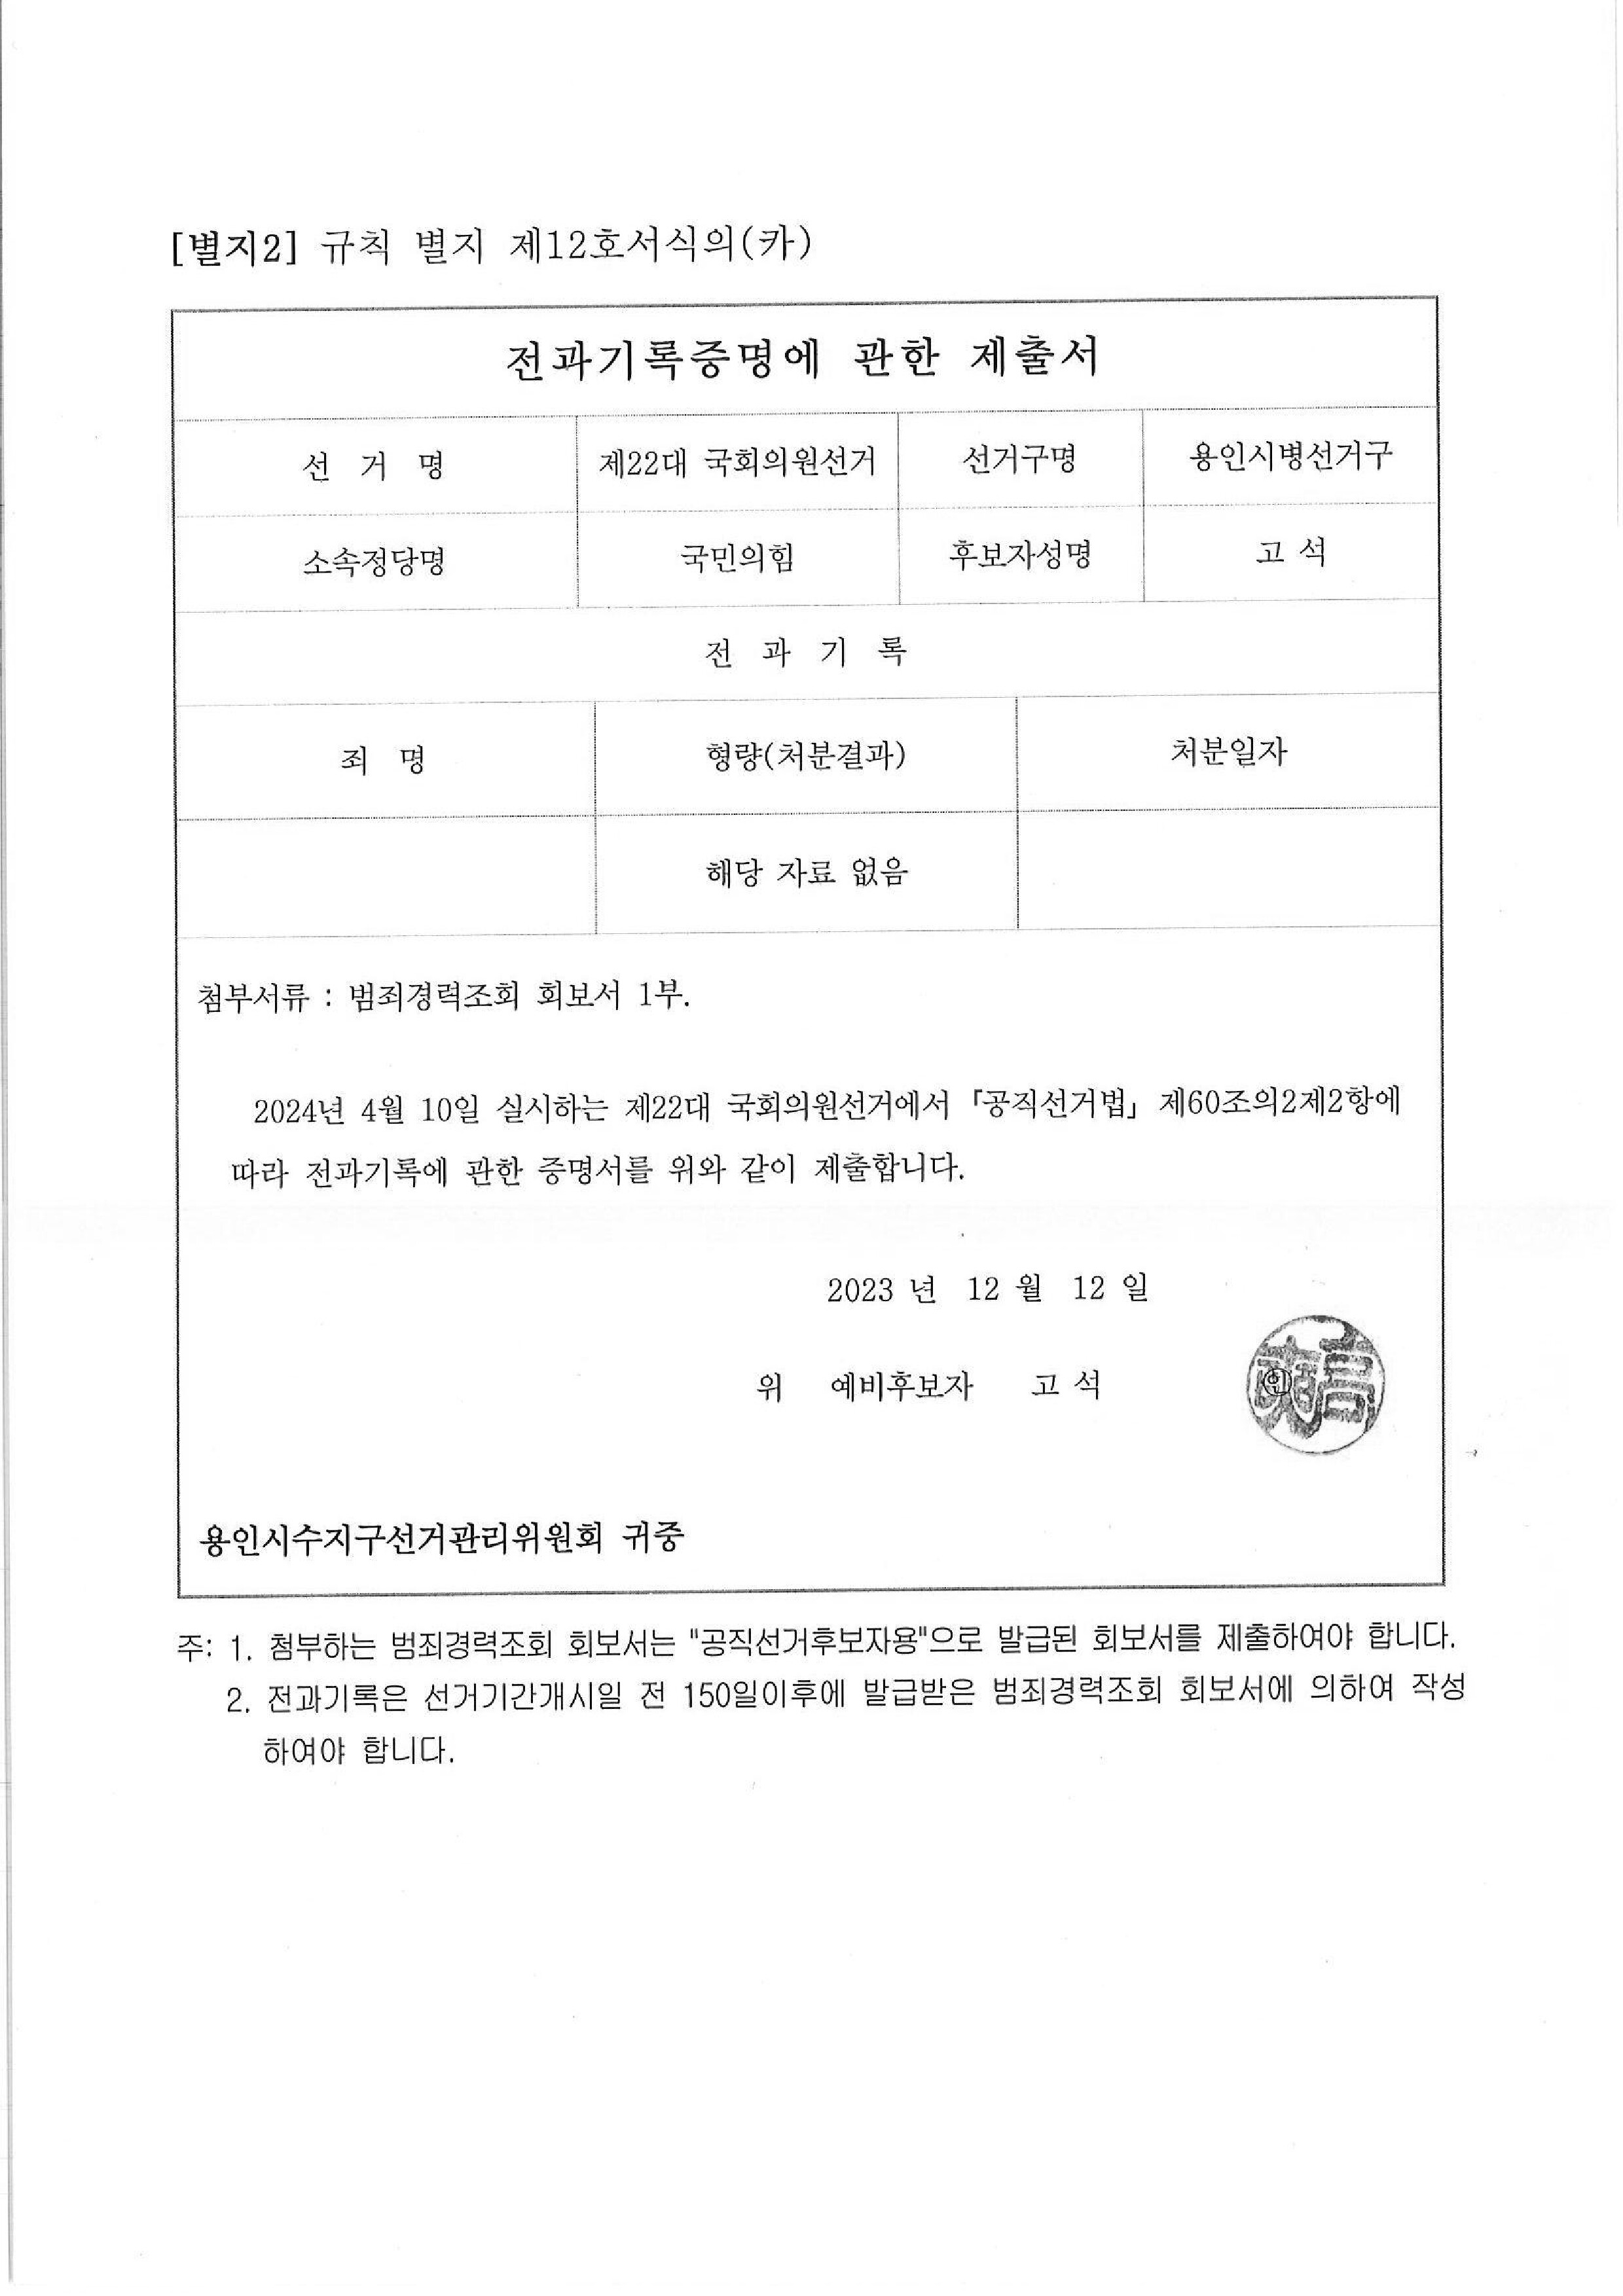 [별지2] 규칙 별지 제12호서식의(카)
전과기록증명에 관한 제출서
선 거 명 제22대 국회의원선거 선거구명 용인시병선거구
소속정당명 국민의힘 후보자성명 고 석
전 과 기 록
죄 명 형량(처분결과) 처분일자
해당 자료 없음
첨부서류 : 범죄경력조회 회보서 1부.
2024년 4월 10일 실시하는 제22대 국회의원선거에서 「공직선거법」 제60조의2제2항에
따라 전과기록에 관한 증명서를 위와 같이 제출합니다.
2023 년 12 월 12 일
위 예비후보자 고 석 ㊞
용인시수지구선거관리위원회 귀중
주: 1. 첨부하는 범죄경력조회 회보서는 "공직선거후보자용"으로 발급된 회보서를 제출하여야 합니다.
2. 전과기록은 선거기간개시일 전 150일이후에 발급받은 범죄경력조회 회보서에 의하여 작성
하여야 합니다.